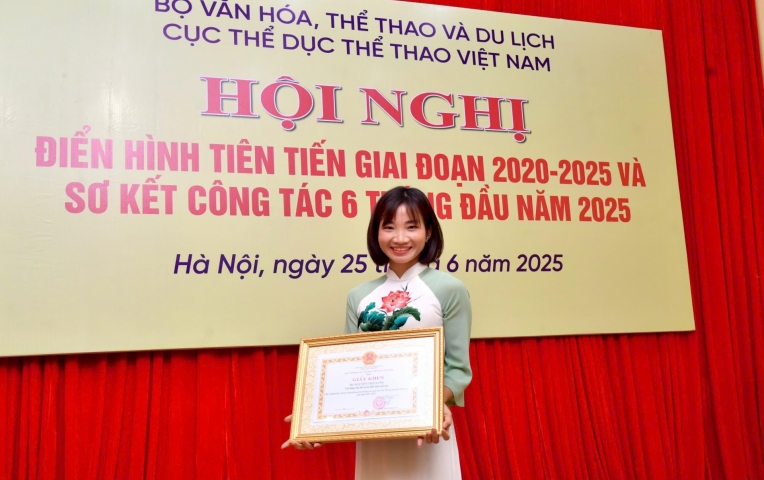 BỘ VĂN HÓA, THỂ THAO VÀ DU LỊCH
CỤC THỂ DỤC THỂ THAO VIỆT NAM
HỘI NGHỊ
ĐIỂN HÌNH TIÊN TIẾN GIAI ĐOẠN 2020-2025 VÀ
SƠ KẾT CÔNG TÁC 6 T NG ĐẦU NĂM 2025
Hà Nội, ngày 25 t 6 năm 2025
GIẤY KHEN